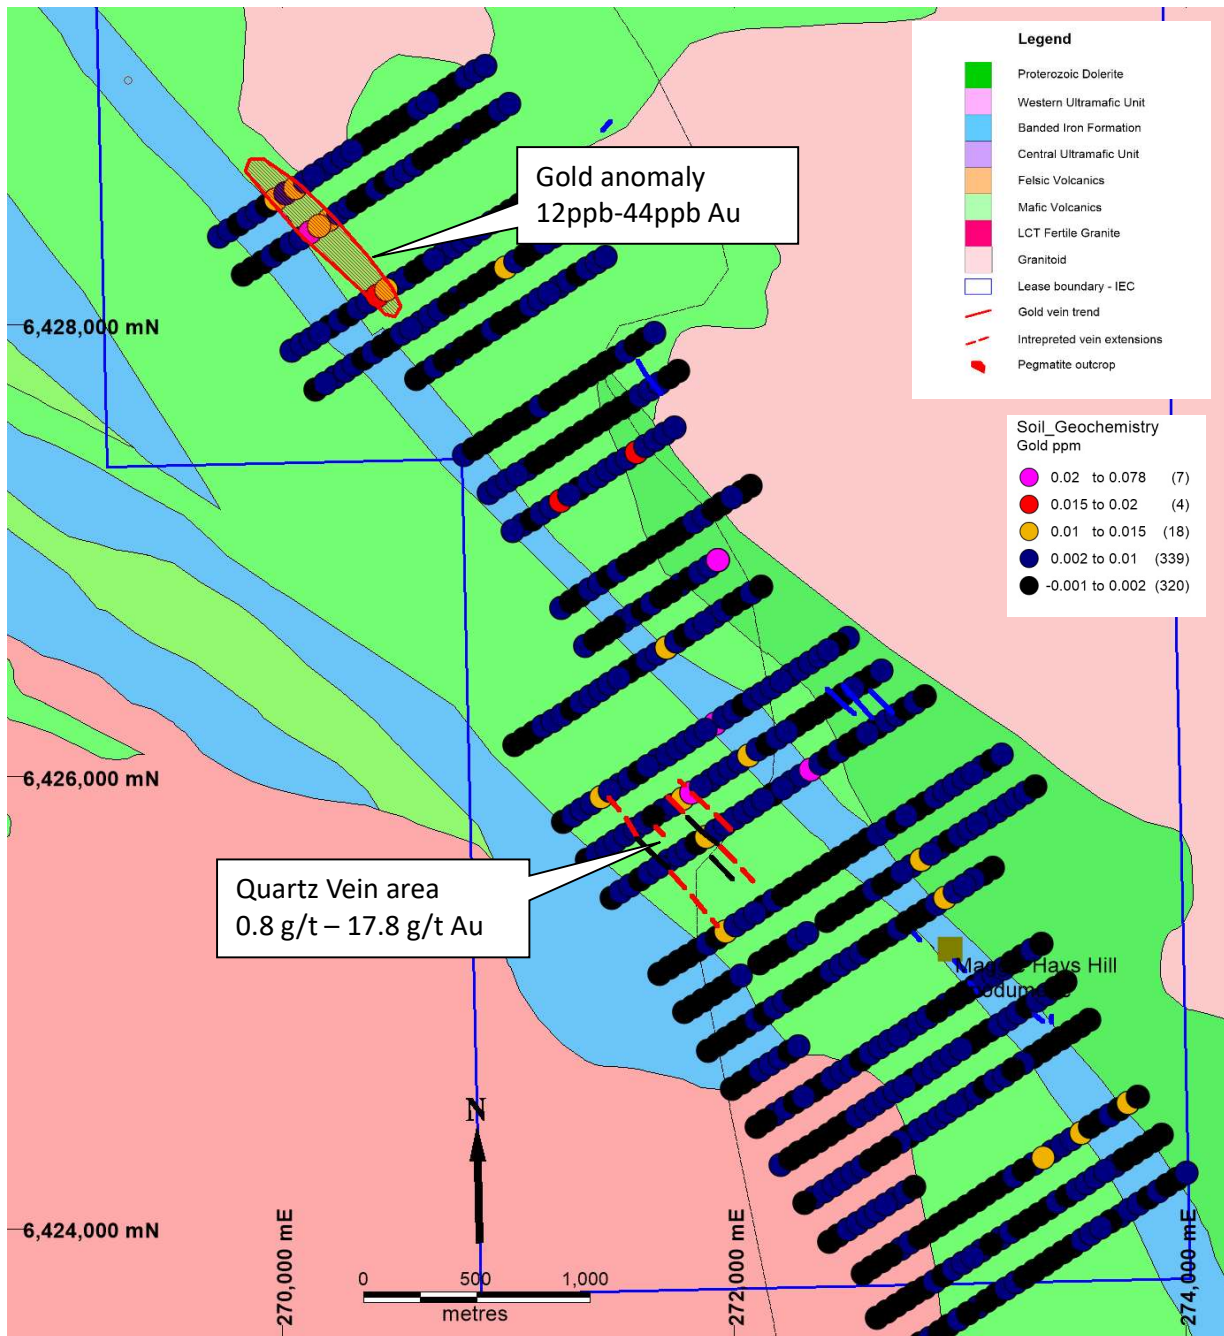 Legend
Proterozoic Dolerite
Western Ultramafic Unit
Banded Iron Formation
Central Ultramafic Unit
Felsic Volcanics
Mafic Volcanics
LCT Fertile Granite
Granitoid
Lease boundary - IEC
Gold vein trend
Intrepreted vein extensions
Pegmatite outcrop
Soil_Geochemistry
Gold ppm
0.02 to 0.078 (7)
0.015 to 0.02 (4)
0.01 to 0.015 (18)
0.002 to 0.01 (339)
-0.001 to 0.002 (320)
Gold anomaly
12ppb-44ppb Au
6,428,000 mN
6,426,000 mN
Quartz Vein area
0.8 g/t – 17.8 g/t Au
Hays Hill
N
6,424,000 mN
270,000 mE
272,000 mE
274,000 mE
0 500 1,000
metres